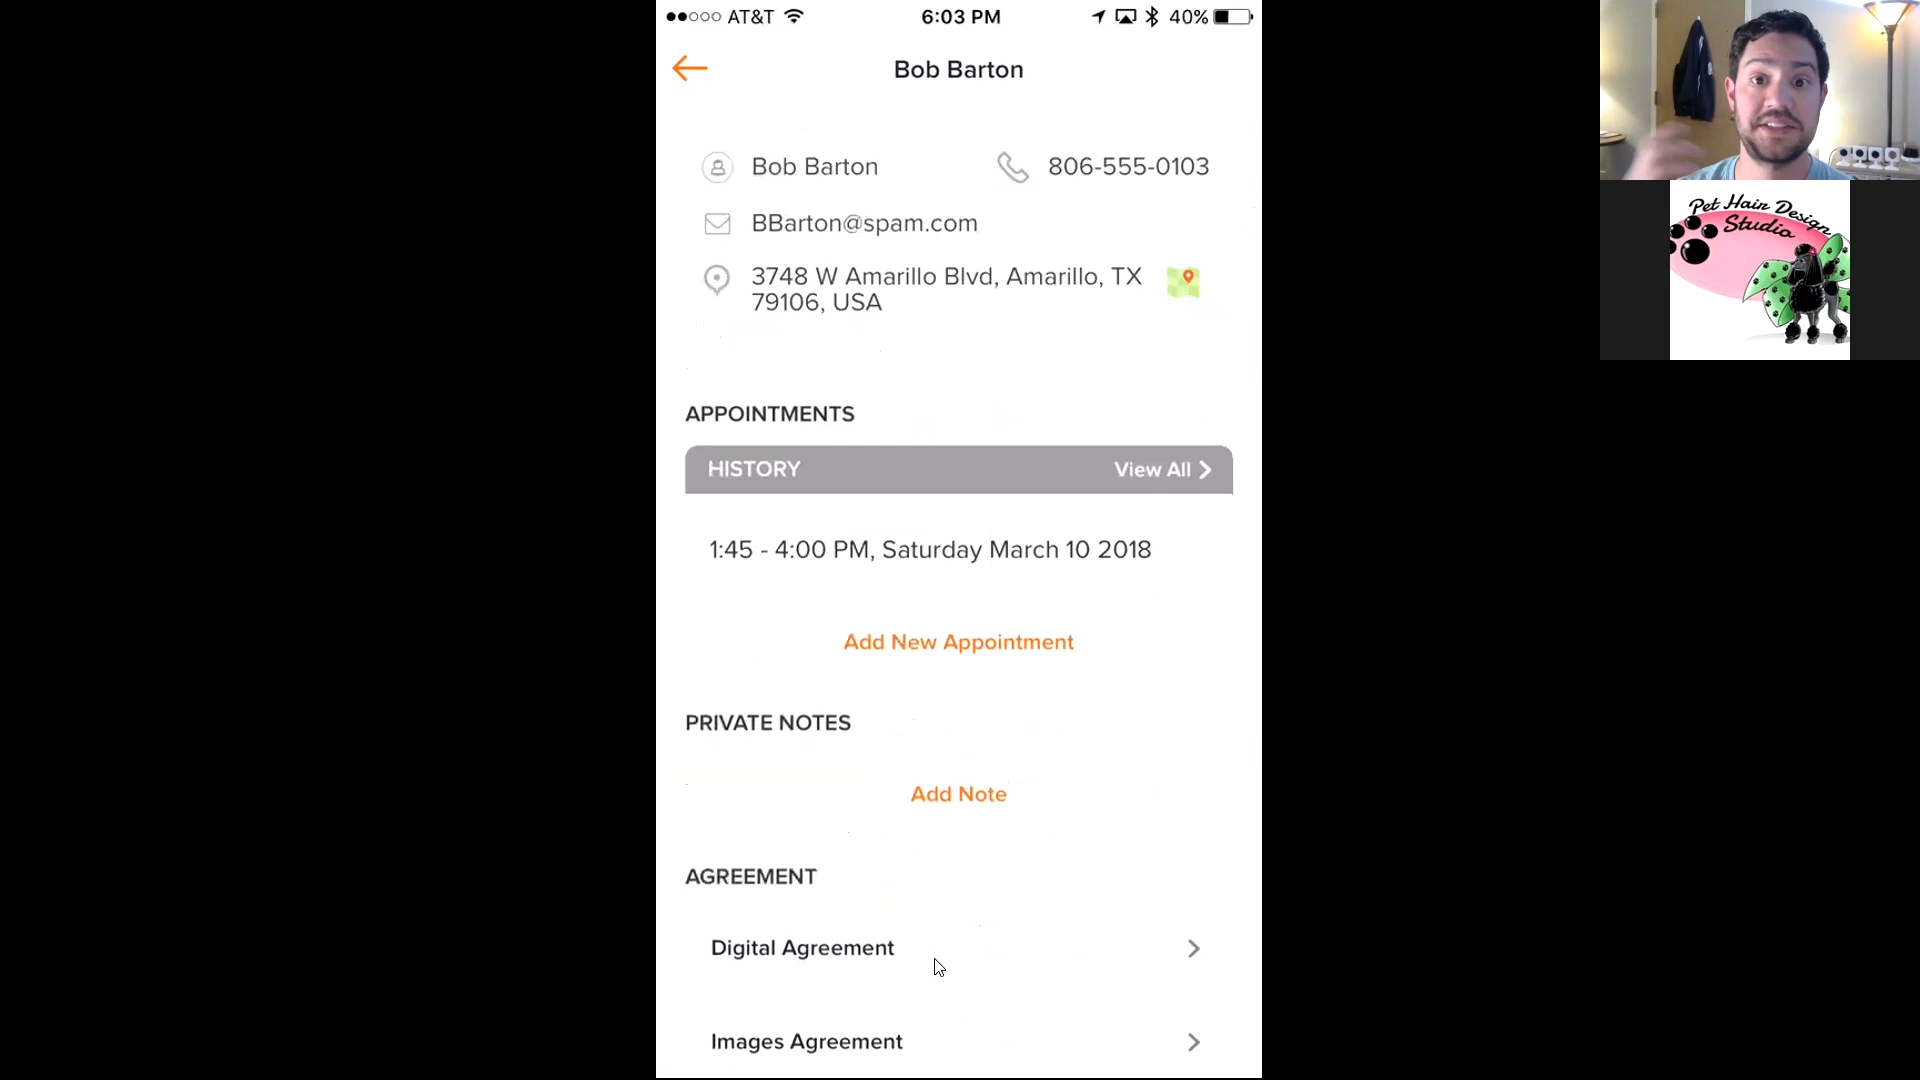 AT&T 6:03 PM 40%
Bob Barton
Bob Barton 806-555-0103
BBarton@spam.com
3748 W Amarillo Blvd, Amarillo, TX
79106, USA
APPOINTMENTS
HISTORY View All
1:45 - 4:00 PM, Saturday March 10 2018
Add New Appointment
PRIVATE NOTES
Add Note
AGREEMENT
Digital Agreement
Images Agreement
Pet Hair Design
Studio